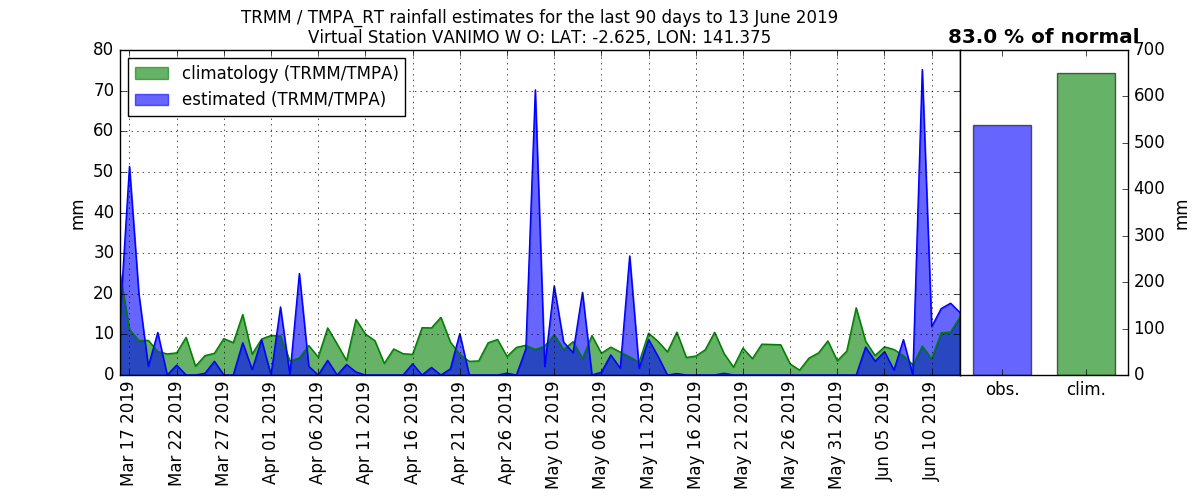 TRMM / TMPA_RT rainfall estimates for the last 90 days to 13 June 2019
Virtual Station VANIMO W O: LAT: -2.625, LON: 141.375
83.0 % of normal
climatology (TRMM/TMPA)
estimated (TRMM/TMPA)
80
70
60
50
40
30
20
10
0
mm
Mar 17 2019
Mar 22 2019
Mar 27 2019
Apr 01 2019
Apr 06 2019
Apr 11 2019
Apr 16 2019
Apr 21 2019
Apr 26 2019
May 01 2019
May 06 2019
May 11 2019
May 16 2019
May 21 2019
May 26 2019
May 31 2019
Jun 05 2019
Jun 10 2019
obs.
clim.
700
600
500
400
300
200
100
0
mm